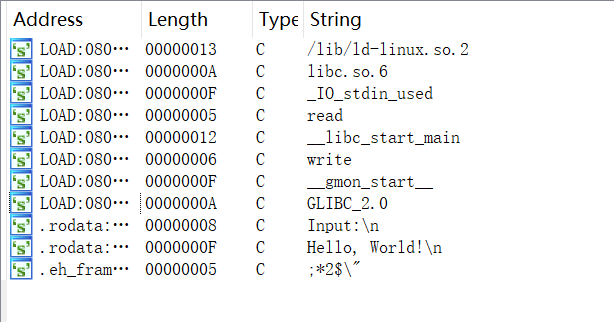 Address Length Type String
's' LOAD:080… 00000013 C /lib/ld-linux.so.2
's' LOAD:080… 0000000A C libc.so.6
's' LOAD:080… 0000000F C _IO_stdin_used
's' LOAD:080… 00000005 C read
's' LOAD:080… 00000012 C __libc_start_main
's' LOAD:080… 00000006 C write
's' LOAD:080… 0000000F C __gmon_start__
's' LOAD:080… 0000000A C GLIBC_2.0
's' .rodata:… 00000008 C Input:\n
's' .rodata:… 0000000F C Hello, World!\n
's' .eh_fram… 00000005 C ;*2$\"